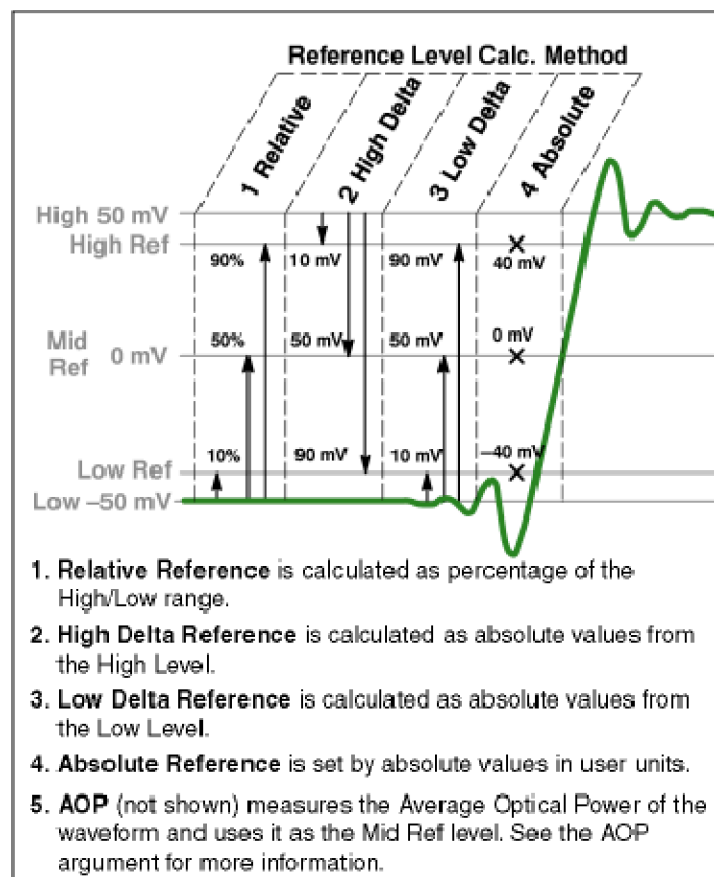 Reference Level Calc. Method
1 Relative
2 High Delta
3 Low Delta
4 Absolute
High 50 mV
High Ref
90%
10 mV
90 mV
40 mV
Mid Ref
0 mV
50%
50 mV
50 mV
0 mV
Low Ref
10%
90 mV
10 mV
–40 mV
Low –50 mV
1. Relative Reference is calculated as percentage of the
High/Low range.
2. High Delta Reference is calculated as absolute values from
the High Level.
3. Low Delta Reference is calculated as absolute values from
the Low Level.
4. Absolute Reference is set by absolute values in user units.
5. AOP (not shown) measures the Average Optical Power of the
waveform and uses it as the Mid Ref level. See the AOP
argument for more information.